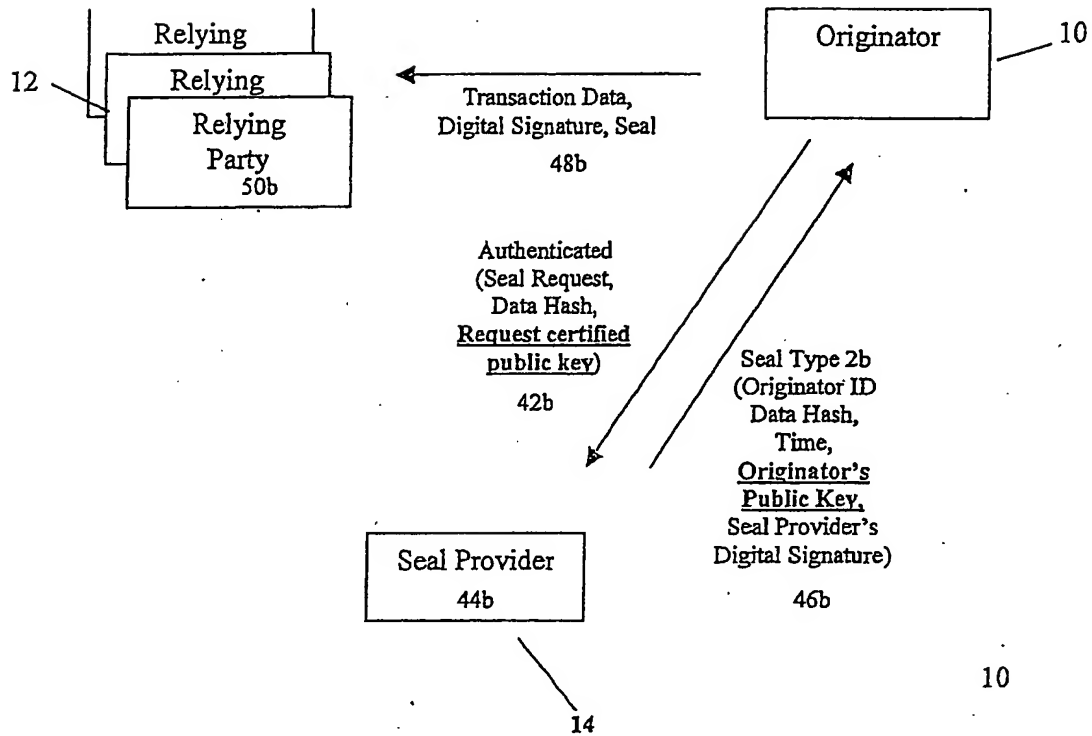 Relying
Relying
Relying
Party
50b
12
Originator
10
Transaction Data,
Digital Signature, Seal
48b
Authenticated
(Seal Request,
Data Hash,
Request certified
public key)
42b
Seal Type 2b
(Originator ID
Data Hash,
Time,
Originator's
Public Key,
Seal Provider's
Digital Signature)
46b
Seal Provider
44b
14
10